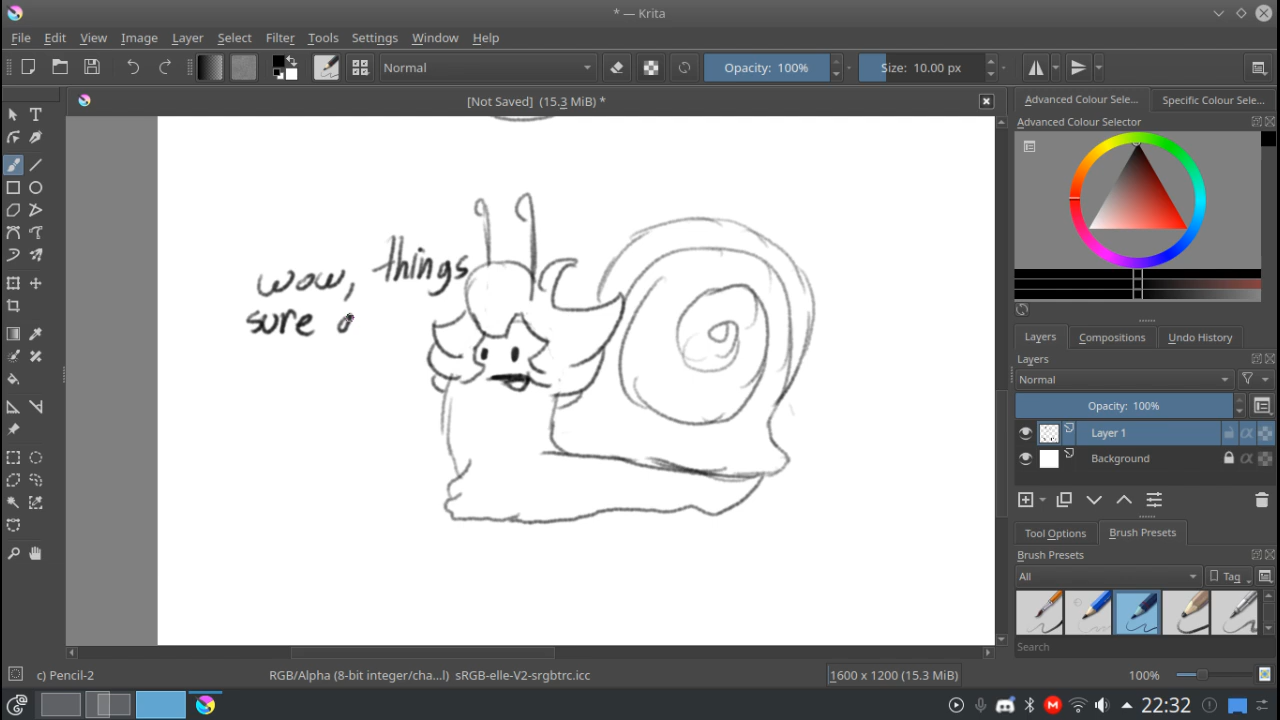 * — Krita
File Edit View Image Layer Select Filter Tools Settings Window Help
Normal Opacity: 100% Size: 10.00 px
[Not Saved] (15.3 MiB) *
Advanced Colour Sele... Specific Colour Sele...
Advanced Colour Selector
wow, things
sure
Layers Compositions Undo History
Layers
Normal
Opacity: 100%
Layer 1
Background
Tool Options Brush Presets
Brush Presets
All Tag
Search
c) Pencil-2 RGB/Alpha (8-bit integer/cha...l) sRGB-elle-V2-srgbtrc.icc 1600 x 1200 (15.3 MiB) 100%
22:32